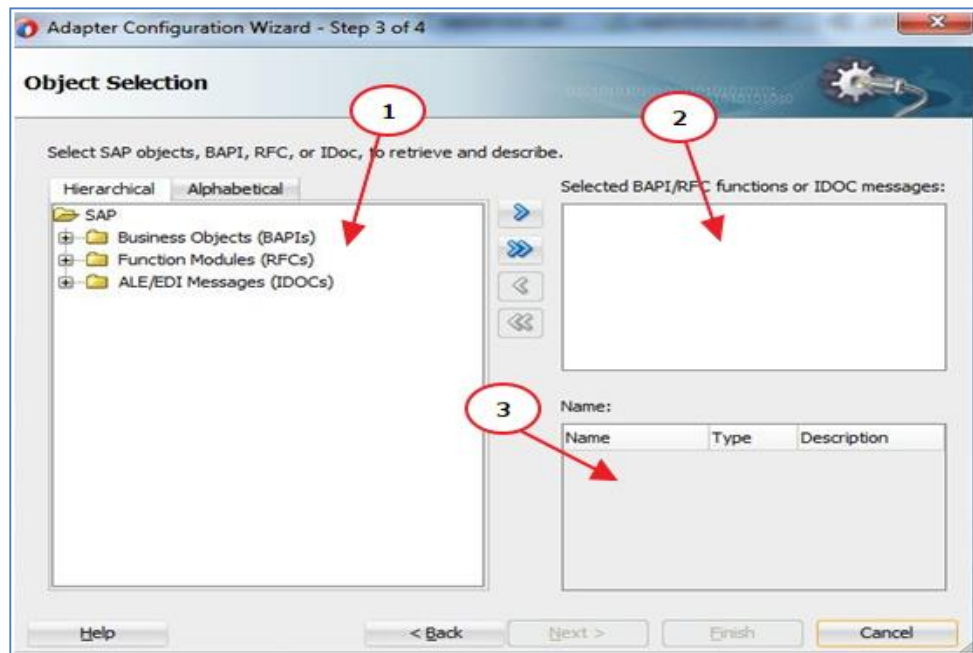 Adapter Configuration Wizard - Step 3 of 4
Object Selection
1
2
Select SAP objects, BAPI, RFC, or IDoc, to retrieve and describe.
Hierarchical Alphabetical
Selected BAPI/RFC functions or IDOC messages:
SAP
Business Objects (BAPIs)
Function Modules (RFCs)
ALE/EDI Messages (IDOCs)
3
Name:
Name Type Description
Help < Back Next > Finish Cancel